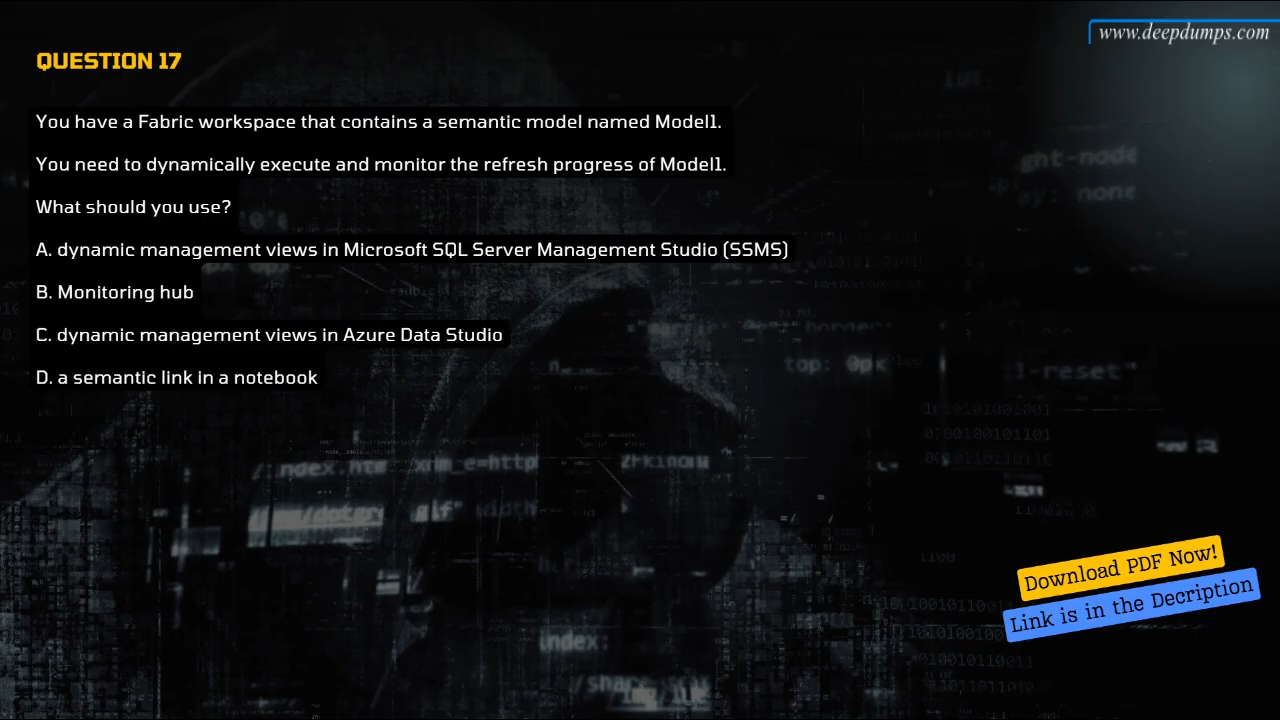 www.deepdumps.com
QUESTION 17
You have a Fabric workspace that contains a semantic model named Model1.
You need to dynamically execute and monitor the refresh progress of Model1.
What should you use?
A. dynamic management views in Microsoft SQL Server Management Studio (SSMS)
B. Monitoring hub
C. dynamic management views in Azure Data Studio
D. a semantic link in a notebook
Download PDF Now!
Link is in the Decription